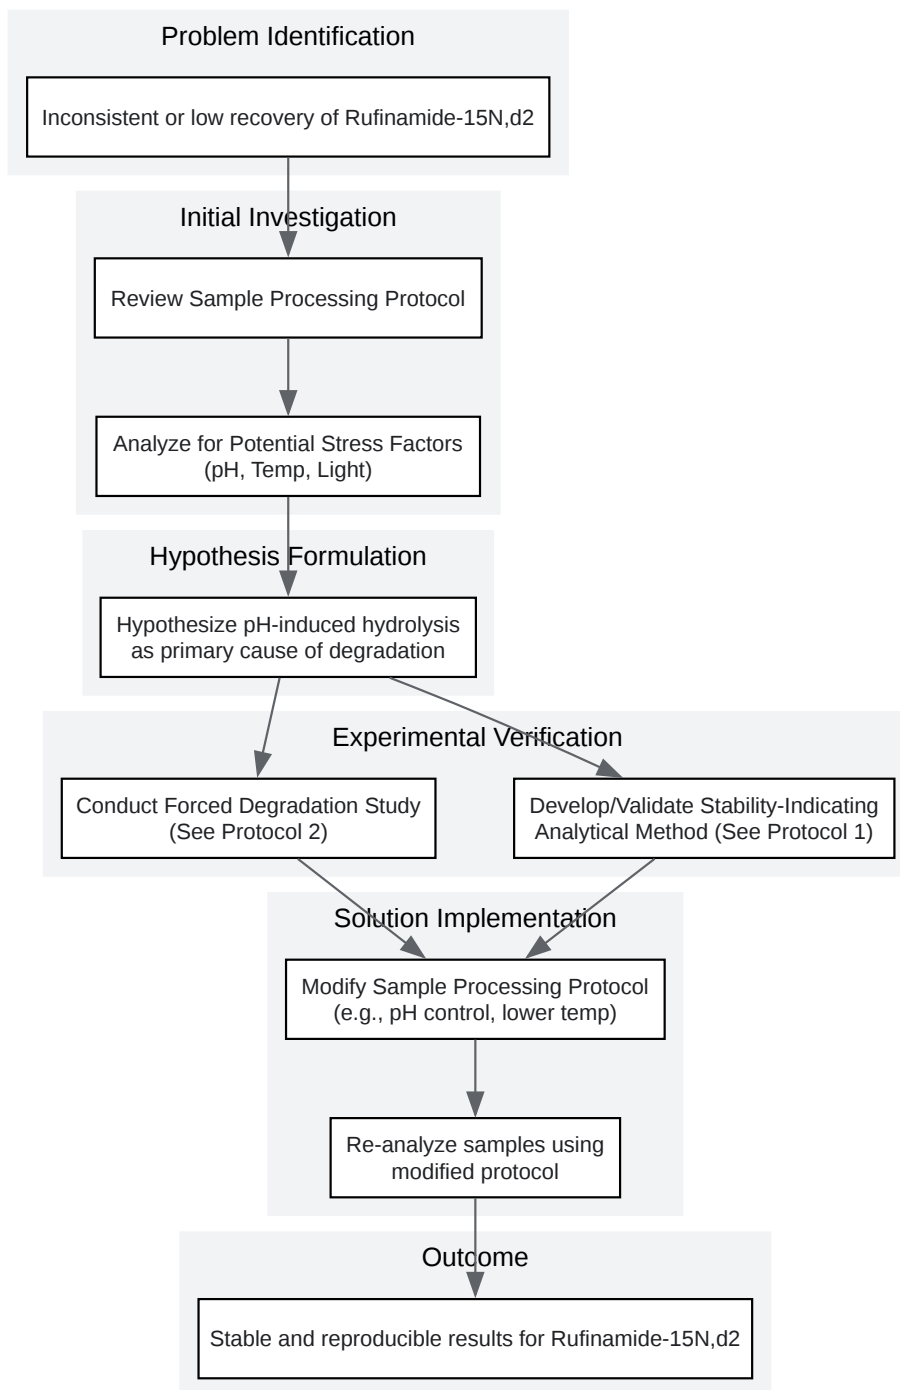 Problem Identification
Inconsistent or low recovery of Rufinamide-15N,d2
Initial Investigation
Review Sample Processing Protocol
Analyze for Potential Stress Factors
(pH, Temp, Light)
Hypothesis Formulation
Hypothesize pH-induced hydrolysis
as primary cause of degradation
Experimental Verification
Conduct Forced Degradation Study
(See Protocol 2)
Develop/Validate Stability-Indicating
Analytical Method (See Protocol 1)
Solution Implementation
Modify Sample Processing Protocol
(e.g., pH control, lower temp)
Re-analyze samples using
modified protocol
Outcome
Stable and reproducible results for Rufinamide-15N,d2